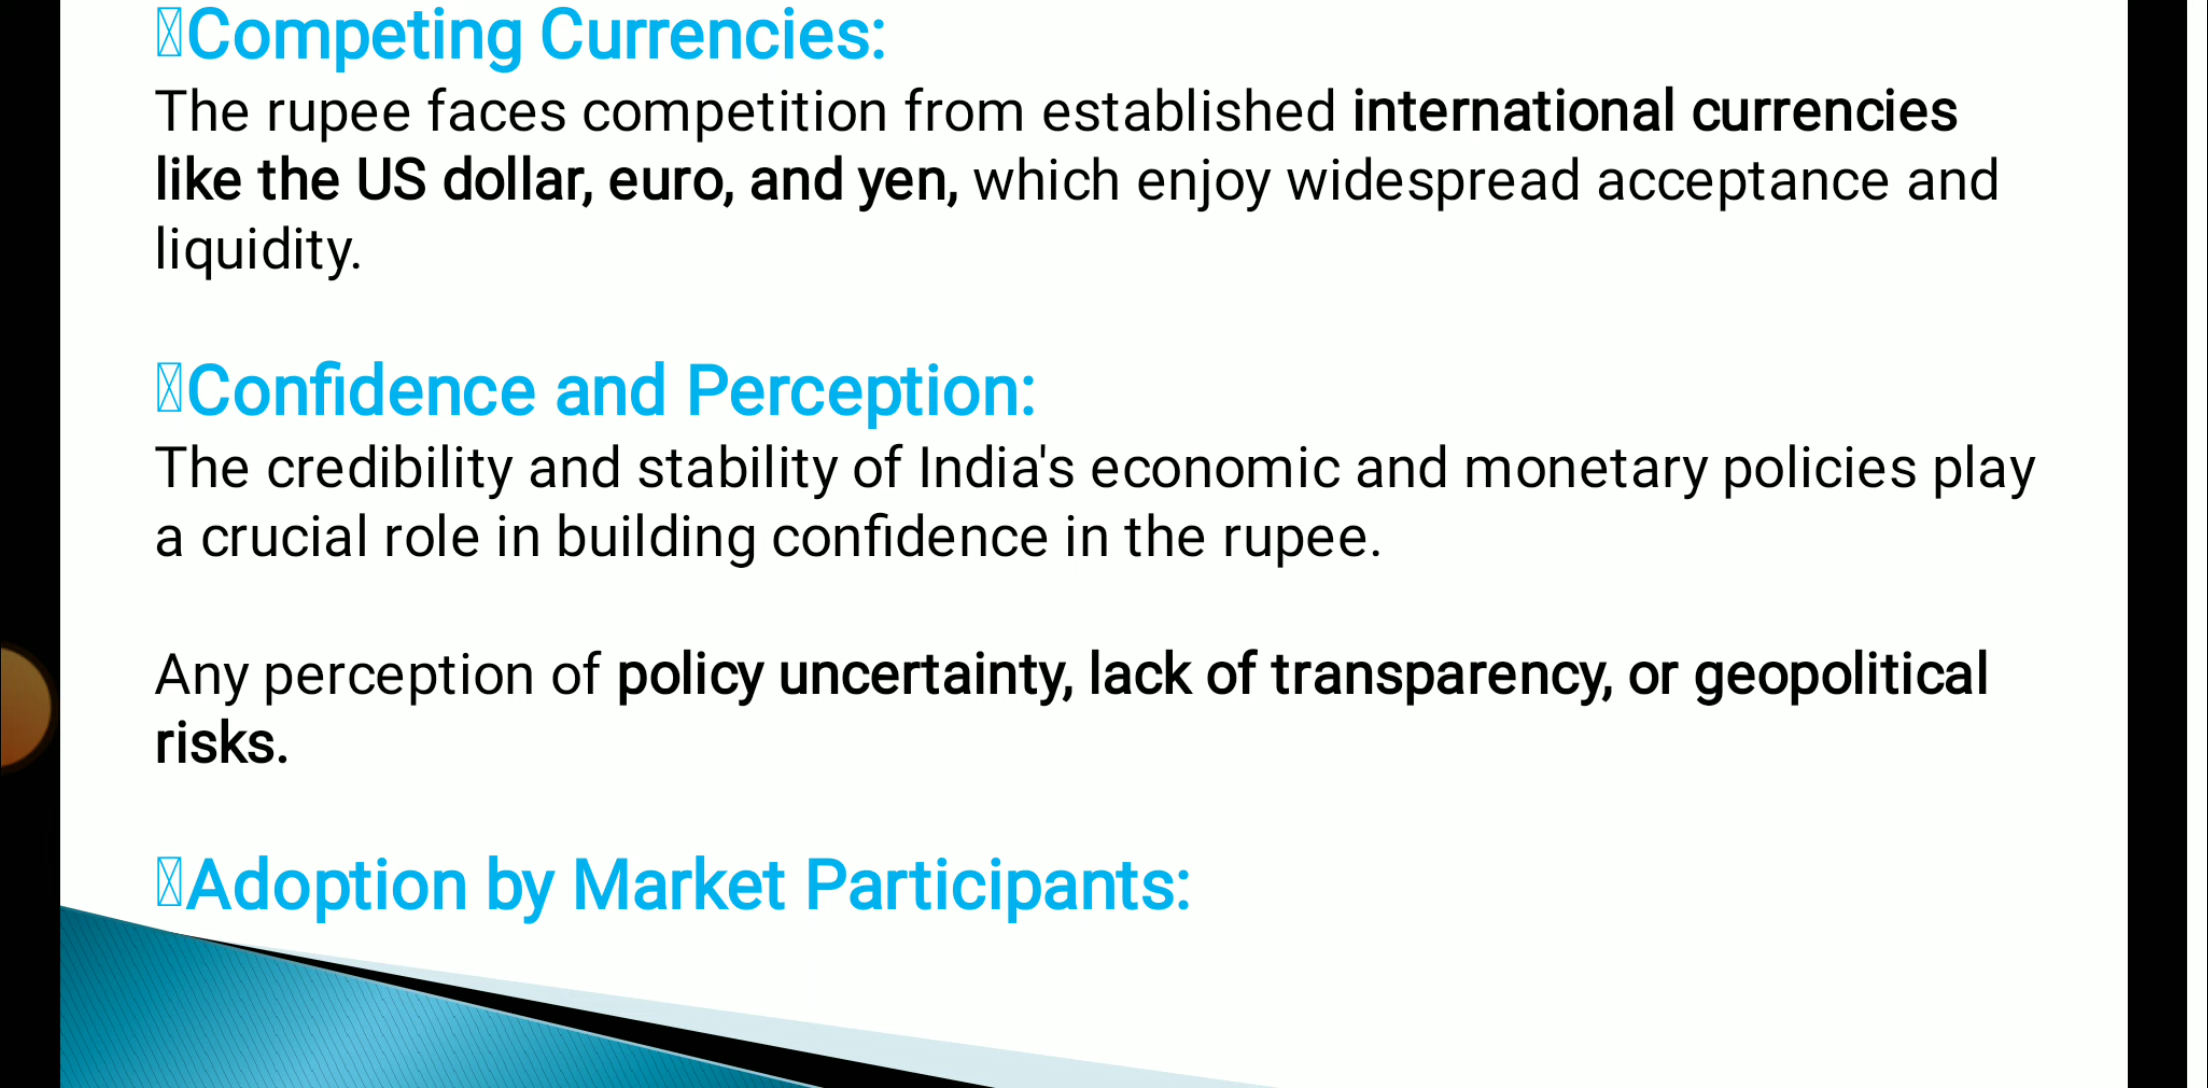 Competing Currencies:
The rupee faces competition from established international currencies
like the US dollar, euro, and yen, which enjoy widespread acceptance and
liquidity.
Confidence and Perception:
The credibility and stability of India's economic and monetary policies play
a crucial role in building confidence in the rupee.
Any perception of policy uncertainty, lack of transparency, or geopolitical
risks.
Adoption by Market Participants: